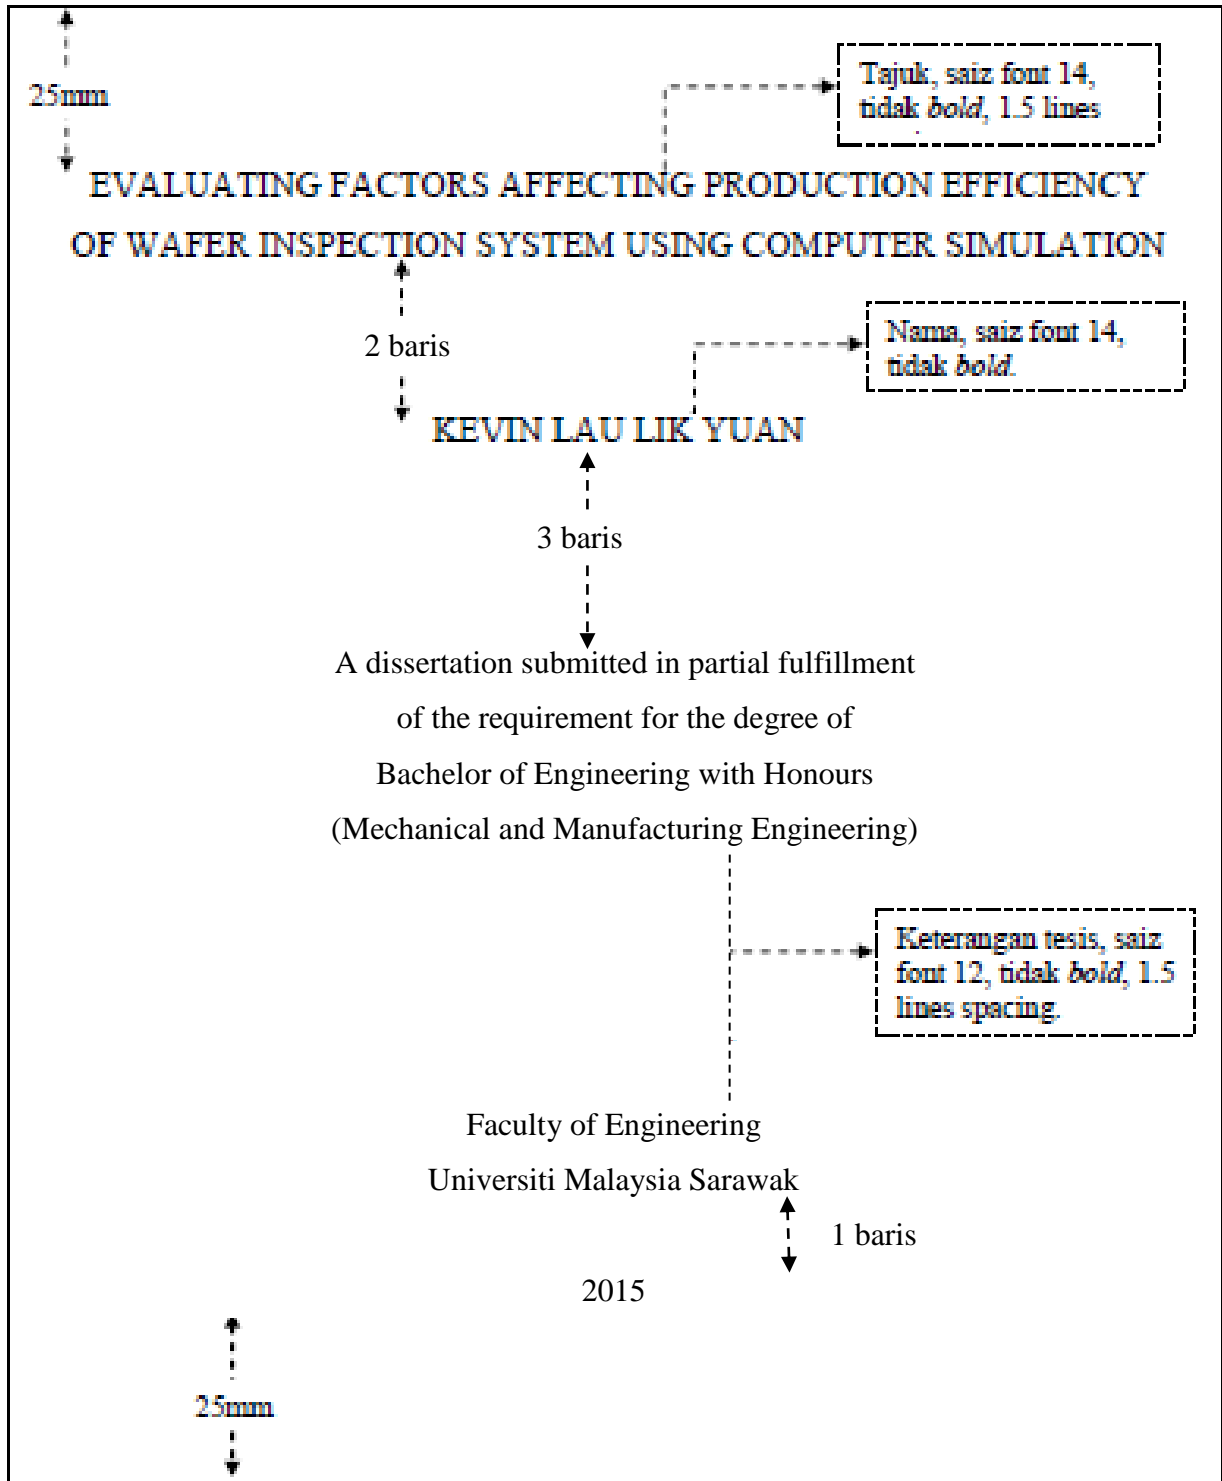 25mm
Tajuk, saiz font 14,
tidak bold, 1.5 lines
EVALUATING FACTORS AFFECTING PRODUCTION EFFICIENCY
OF WAFER INSPECTION SYSTEM USING COMPUTER SIMULATION
2 baris
Nama, saiz font 14,
tidak bold.
KEVIN LAU LIK YUAN
3 baris
A dissertation submitted in partial fulfillment
of the requirement for the degree of
Bachelor of Engineering with Honours
(Mechanical and Manufacturing Engineering)
Keterangan tesis, saiz
font 12, tidak bold, 1.5
lines spacing.
Faculty of Engineering
Universiti Malaysia Sarawak
1 baris
2015
25mm